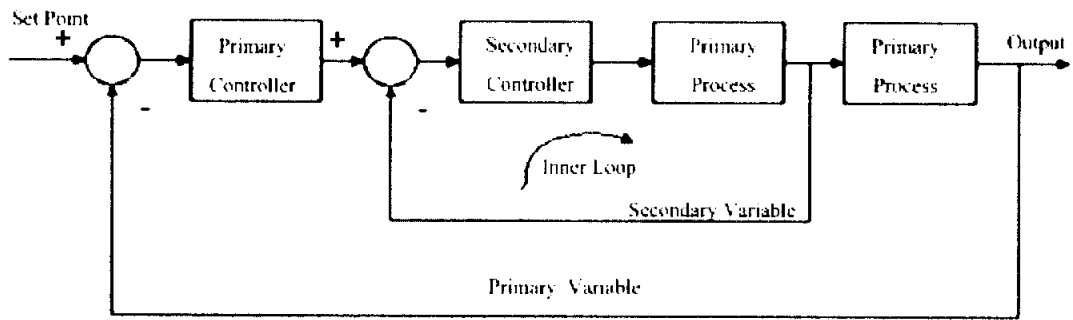 Set Point
+
-
Primary
Controller
+
-
Secondary
Controller
Primary
Process
Primary
Process
Output
Inner Loop
Secondary Variable
Primary Variable